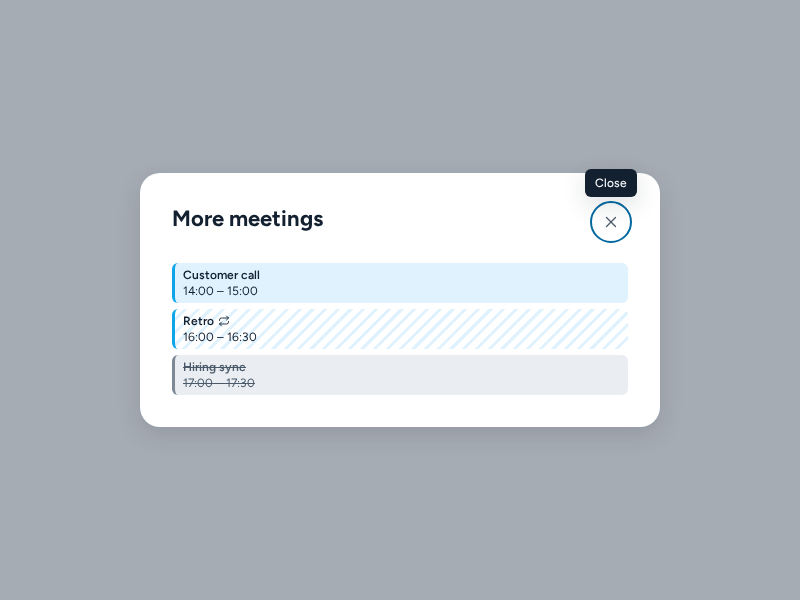 Close
More meetings
Customer call
14:00 – 15:00
Retro
16:00 – 16:30
Hiring sync
17:00 – 17:30